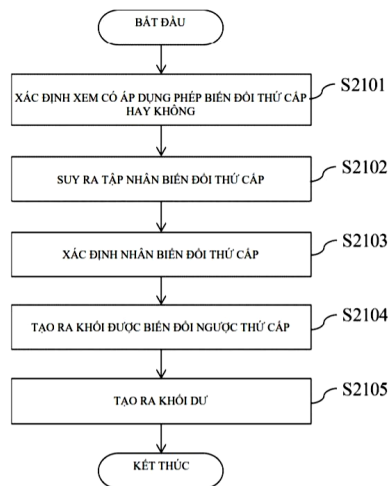 BẮT ĐẦU
S2101
XÁC ĐỊNH XEM CÓ ÁP DỤNG PHÉP BIẾN ĐỔI THỨ CẤP
HAY KHÔNG
S2102
SUY RA TẬP NHÂN BIẾN ĐỔI THỨ CẤP
S2103
XÁC ĐỊNH NHÂN BIẾN ĐỔI THỨ CẤP
S2104
TẠO RA KHỐI ĐƯỢC BIẾN ĐỔI NGƯỢC THỨ CẤP
S2105
TẠO RA KHỐI DƯ
KẾT THÚC